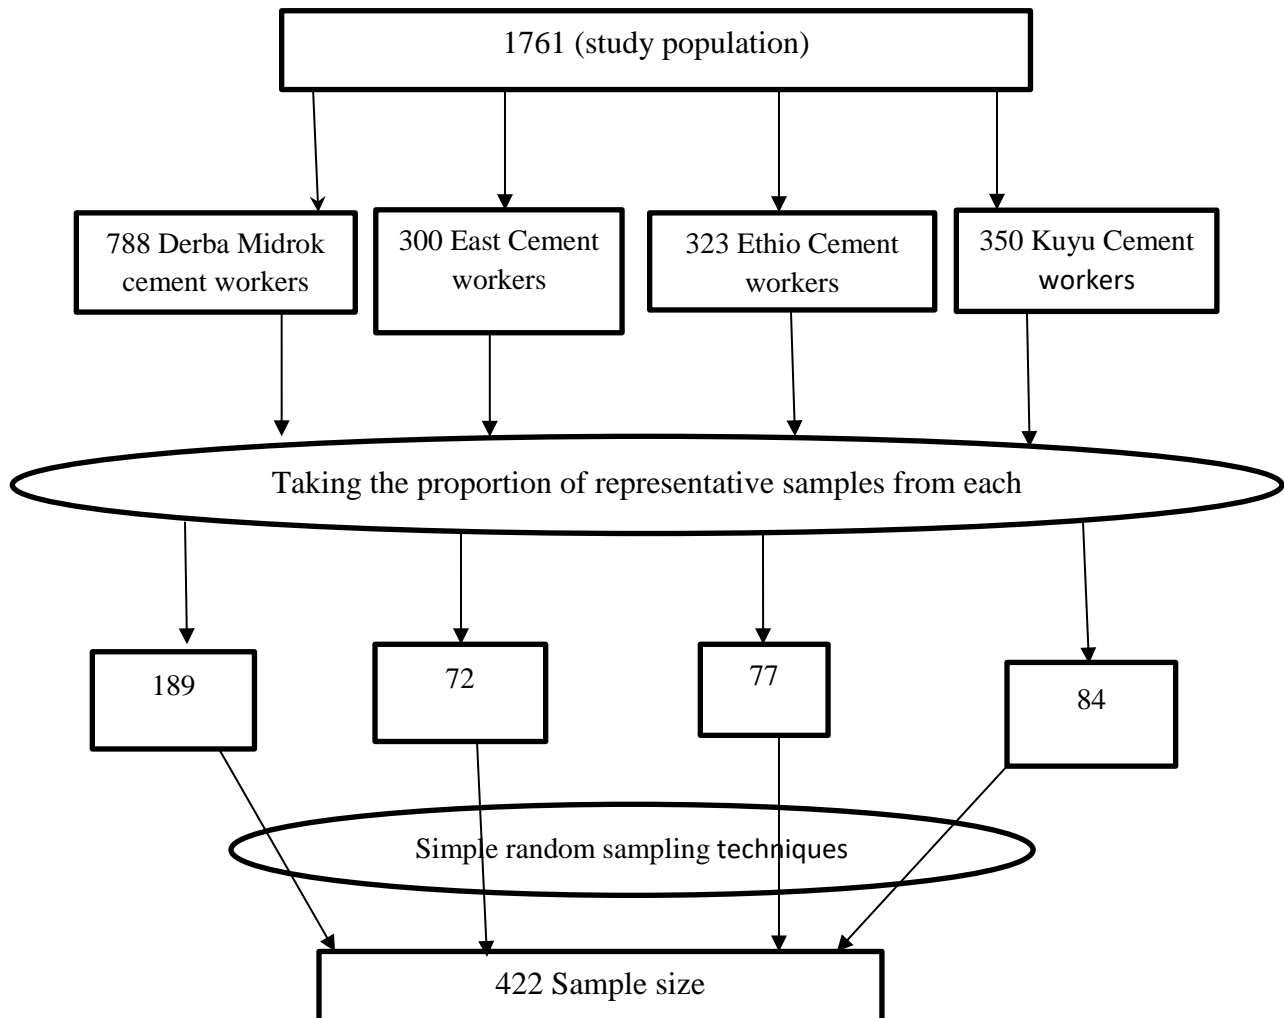 1761 (study population)
788 Derba Midrok
cement workers
300 East Cement
workers
323 Ethio Cement
workers
350 Kuyu Cement
workers
Taking the proportion of representative samples from each
189
72
77
84
Simple random sampling techniques
422 Sample size